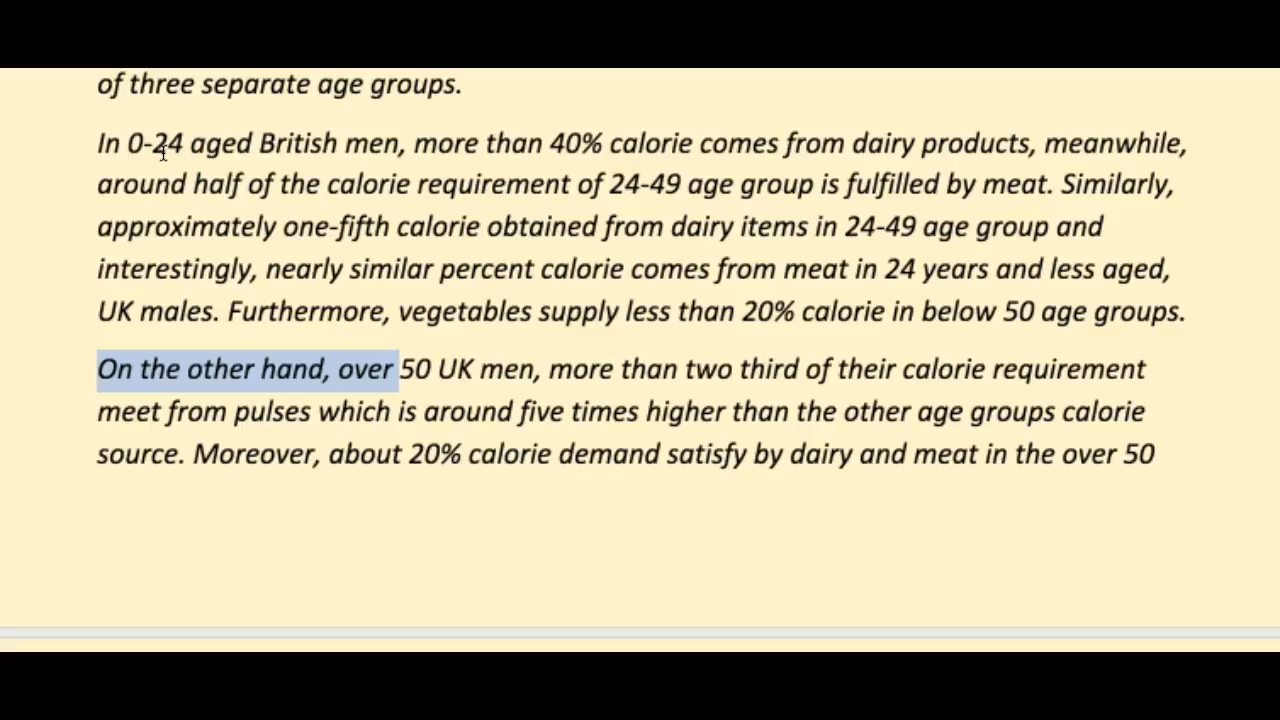 of three separate age groups.
In 0-24 aged British men, more than 40% calorie comes from dairy products, meanwhile,
around half of the calorie requirement of 24-49 age group is fulfilled by meat. Similarly,
approximately one-fifth calorie obtained from dairy items in 24-49 age group and
interestingly, nearly similar percent calorie comes from meat in 24 years and less aged,
UK males. Furthermore, vegetables supply less than 20% calorie in below 50 age groups.
On the other hand, over 50 UK men, more than two third of their calorie requirement
meet from pulses which is around five times higher than the other age groups calorie
source. Moreover, about 20% calorie demand satisfy by dairy and meat in the over 50